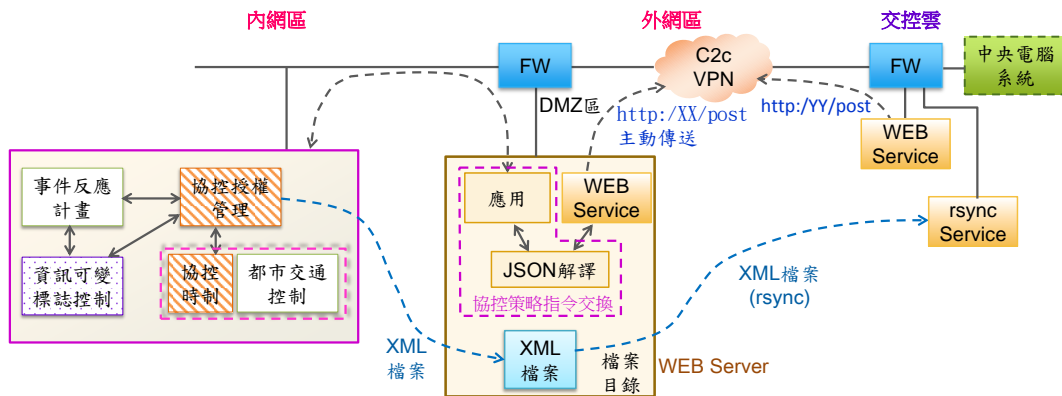 內網區
外網區
交控雲
FW
C2c
VPN
FW
中央電腦
系統
DMZ區
http:/XX/post
主動傳送
http:/YY/post
WEB
Service
事件反應
計畫
協控授權
管理
資訊可變
標誌控制
協控
時制
都市交通
控制
應用
WEB
Service
JSON解譯
協控策略指令交換
rsync
Service
XML檔案
(rsync)
XML
檔案
XML
檔案
檔案
目錄
WEB Server